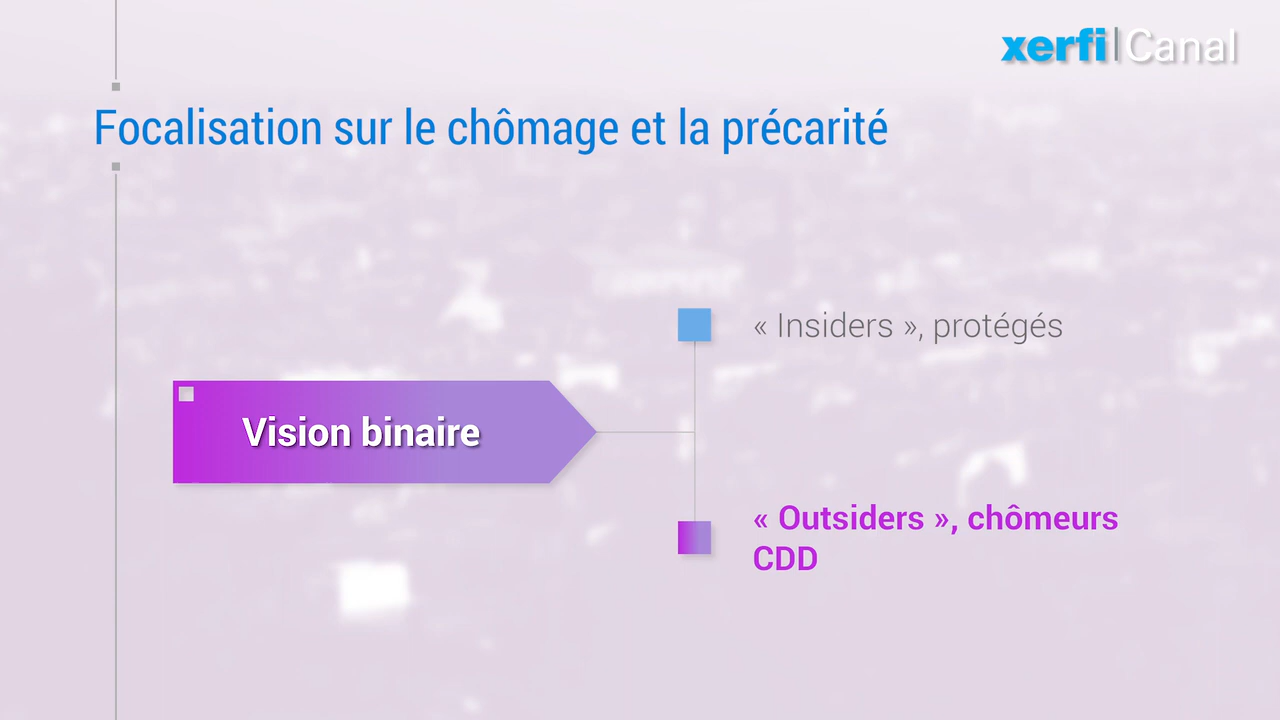 xerfi|Canal
Focalisation sur le chômage et la précarité
« Insiders », protégés
Vision binaire
« Outsiders », chômeurs
CDD